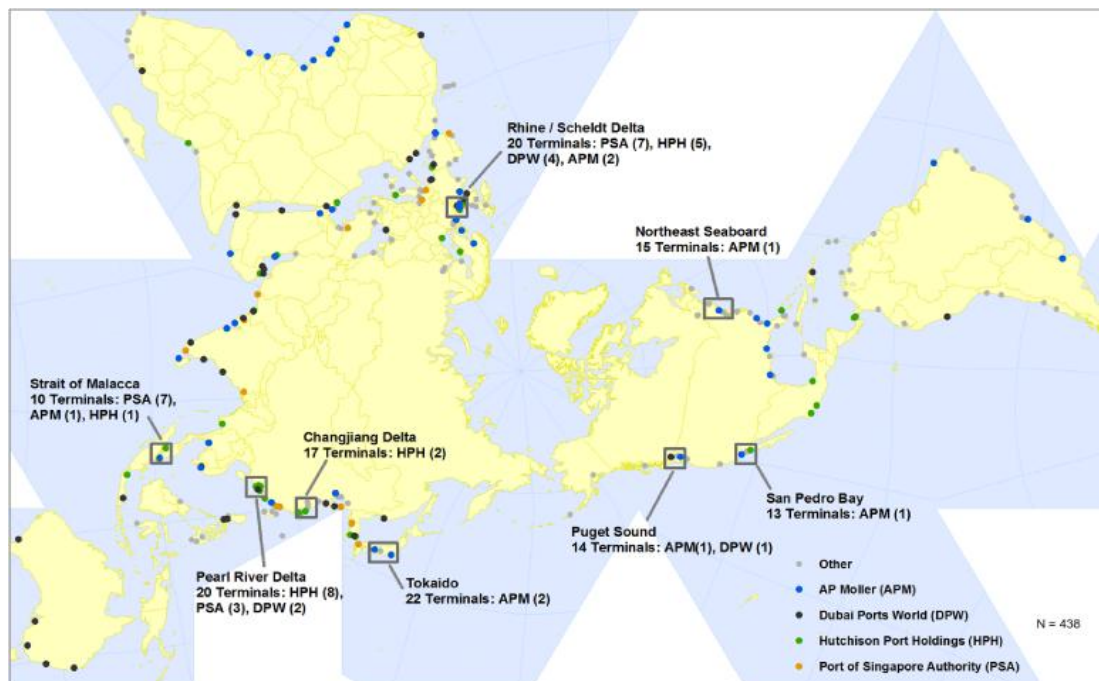 Rhine / Scheldt Delta
20 Terminals: PSA (7), HPH (5),
DPW (4), APM (2)
Northeast Seaboard
15 Terminals: APM (1)
Strait of Malacca
10 Terminals: PSA (7),
APM (1), HPH (1)
Changjiang Delta
17 Terminals: HPH (2)
San Pedro Bay
13 Terminals: APM (1)
Puget Sound
14 Terminals: APM(1), DPW (1)
Pearl River Delta
20 Terminals: HPH (8),
PSA (3), DPW (2)
Tokaido
22 Terminals: APM (2)
Other
AP Moller (APM)
Dubai Ports World (DPW)
Hutchison Port Holdings (HPH)
Port of Singapore Authority (PSA)
N = 438